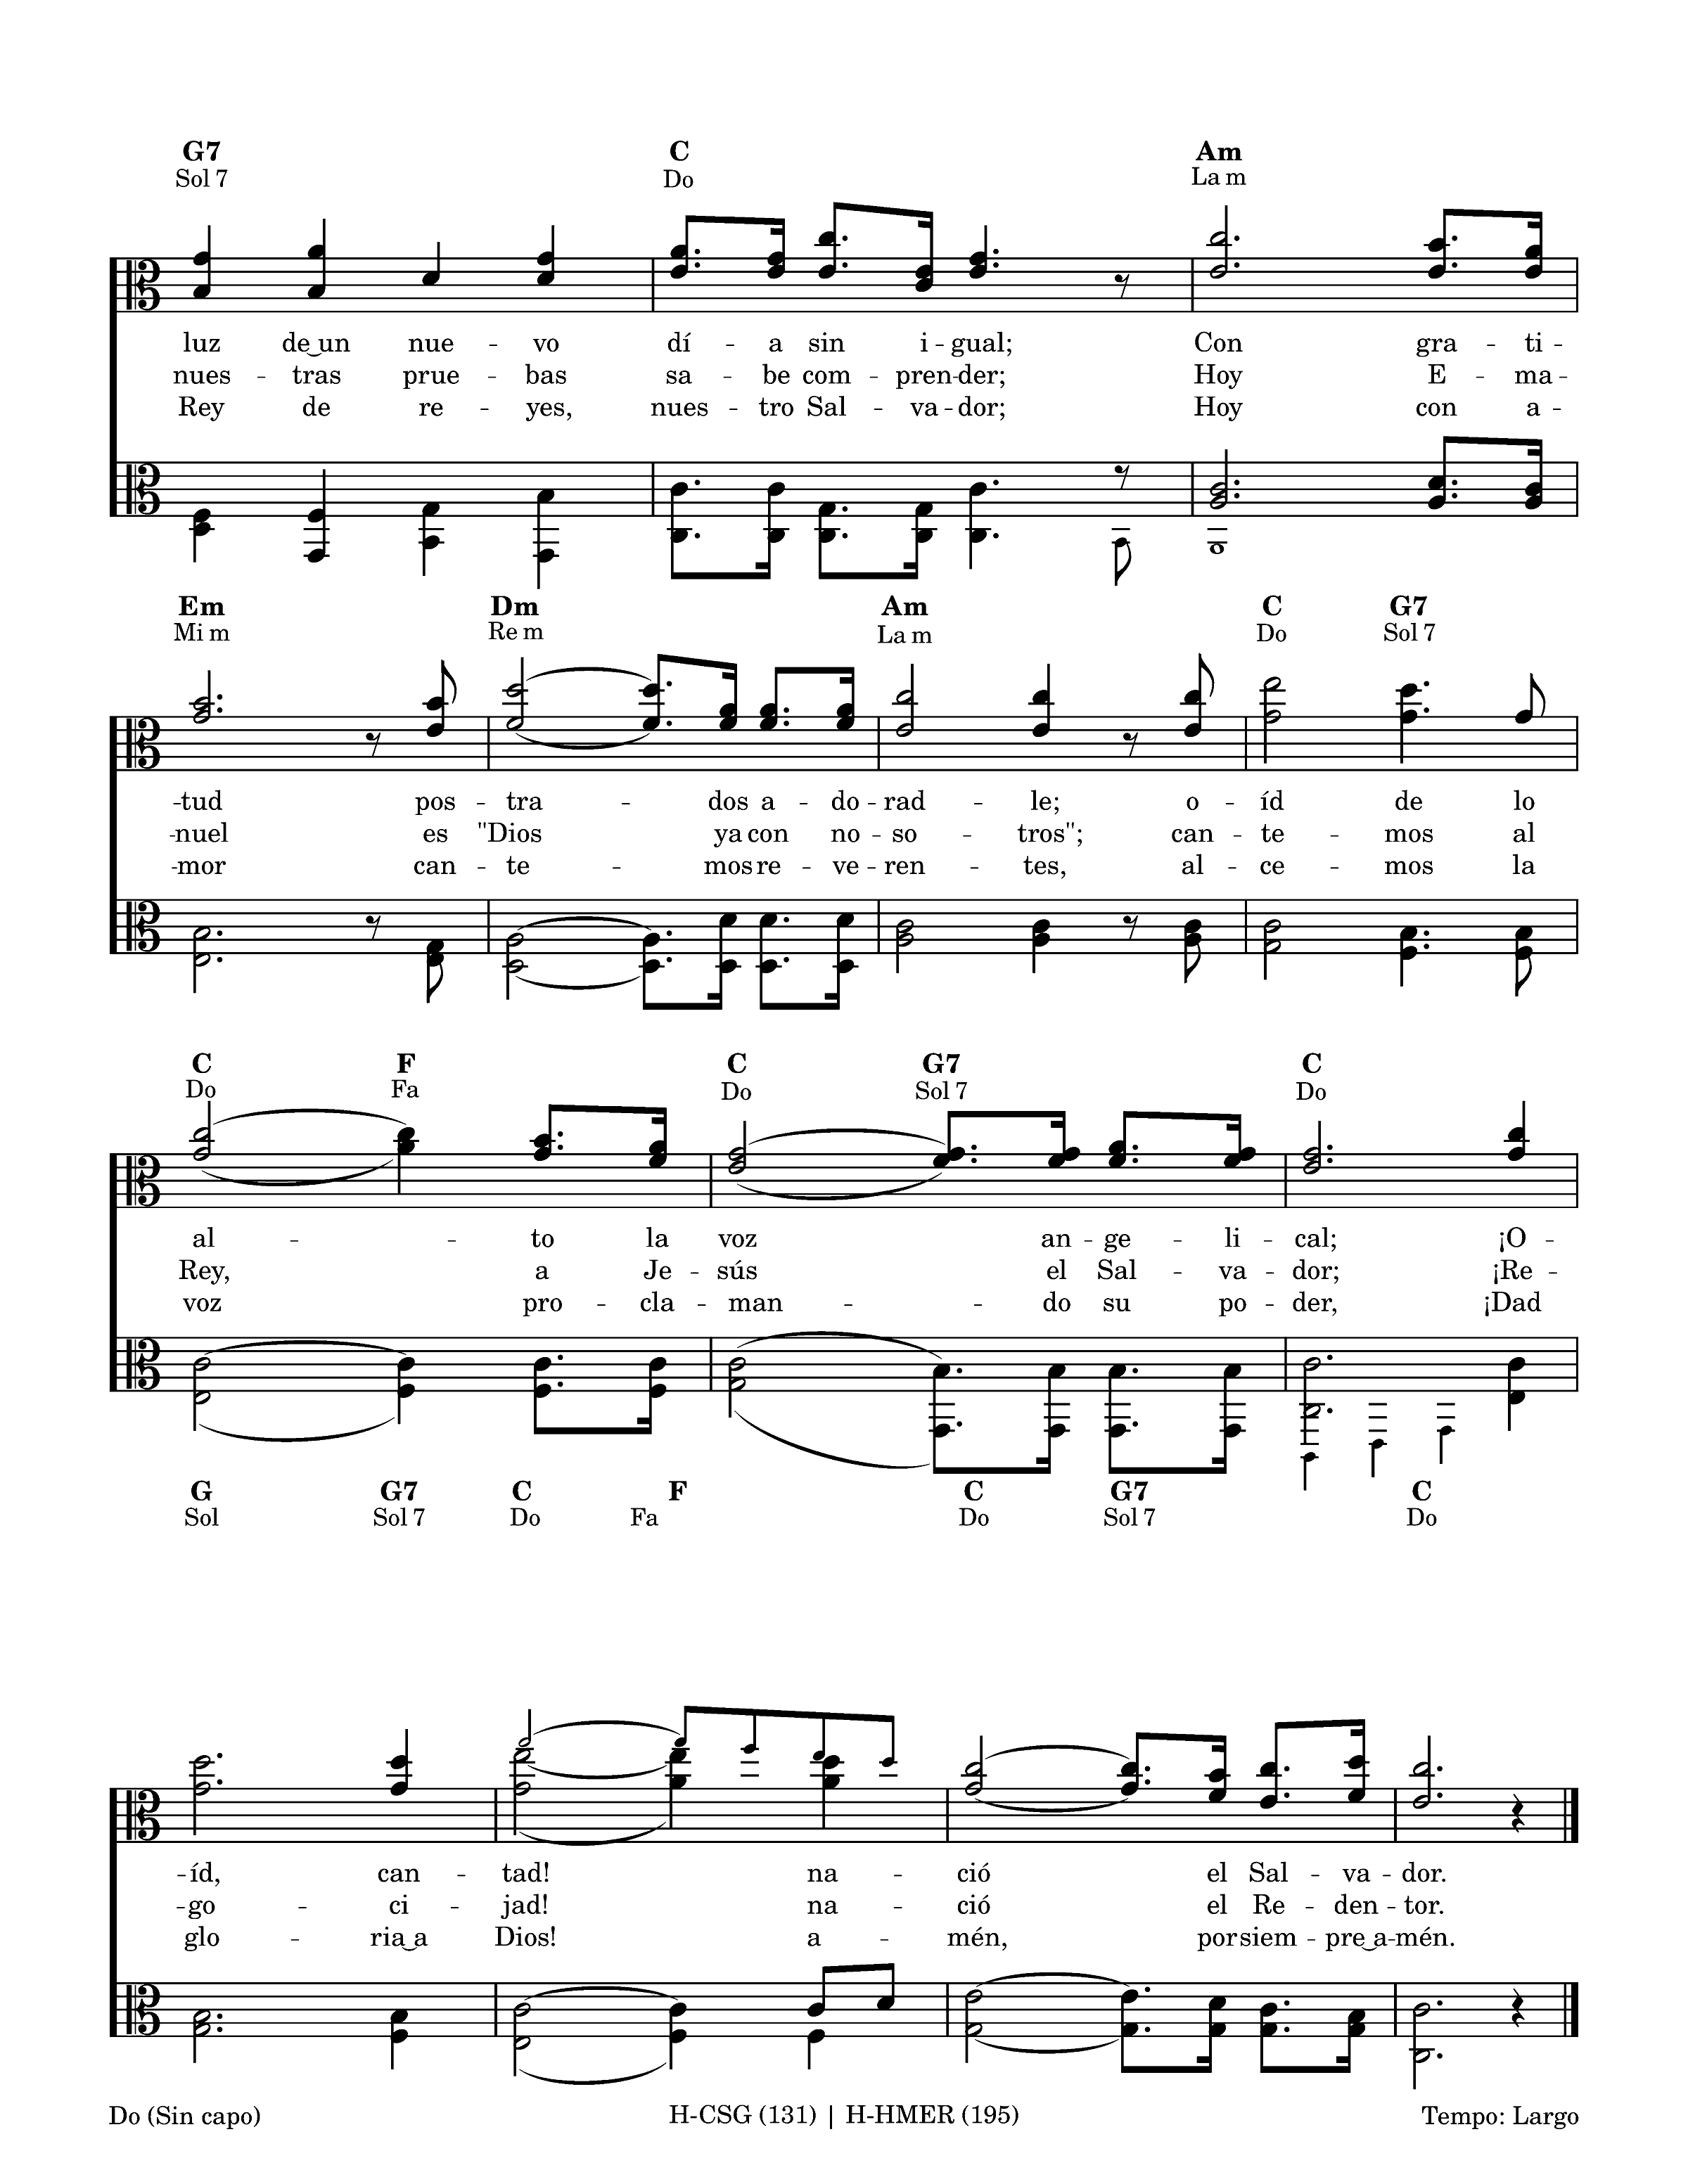 G7 C Am
Sol 7 Do La m
luz de‿un nue - vo dí - a sin i - gual; Con gra - ti -
nues - tras prue - bas sa - be com - pren - der; Hoy E - ma -
Rey de re - yes, nues - tro Sal - va - dor; Hoy con a -
Em Dm Am C G7
Mi m Re m La m Do Sol 7
- tud pos - tra - dos a - do - rad - le; o - íd de lo
- nuel es "Dios ya con no - so - tros"; can - te - mos al
- mor can - te - mos re - ve - ren - tes, al - ce - mos la
C F C G7 C
Do Fa Do Sol 7 Do
al - to la voz an - ge - li - cal; ¡O -
Rey, a Je - sús el Sal - va - dor; ¡Re -
voz pro - cla - man - do su po - der, ¡Dad
G G7 C F C G7 C
Sol Sol 7 Do Fa Do Sol 7 Do
- íd, can - tad! na - ció el Sal - va - dor.
- go - ci - jad! na - ció el Re - den - tor.
glo - ria‿a Dios! a - mén, por siem - pre‿a - mén.
Do (Sin capo) H-CSG (131) | H-HMER (195) Tempo: Largo